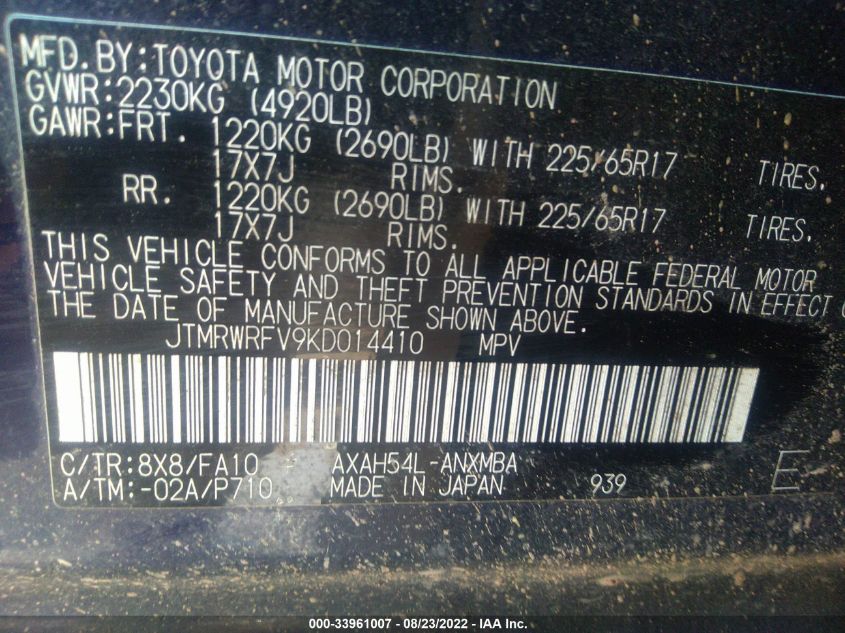 MFD.BY:TOYOTA MOTOR CORPORATION
GVWR:2230KG (4920LB)
GAWR:FRT. 1220KG (2690LB) WITH 225/65R17 TIRES.
17X7J RIMS.
RR. 1220KG (2690LB) WITH 225/65R17 TIRES.
17X7J RIMS.
THIS VEHICLE CONFORMS TO ALL APPLICABLE FEDERAL MOTOR
VEHICLE SAFETY AND THEFT PREVENTION STANDARDS IN EFFECT
THE DATE OF MANUFACTURE SHOWN ABOVE.
JTMRWRFV9KD014410 MPV
C/TR:8X8/FA10 AXAH54L-ANXMBA
A/TM:-02A/P710 MADE IN JAPAN 939 E
000-33961007 - 08/23/2022 - IAA Inc.